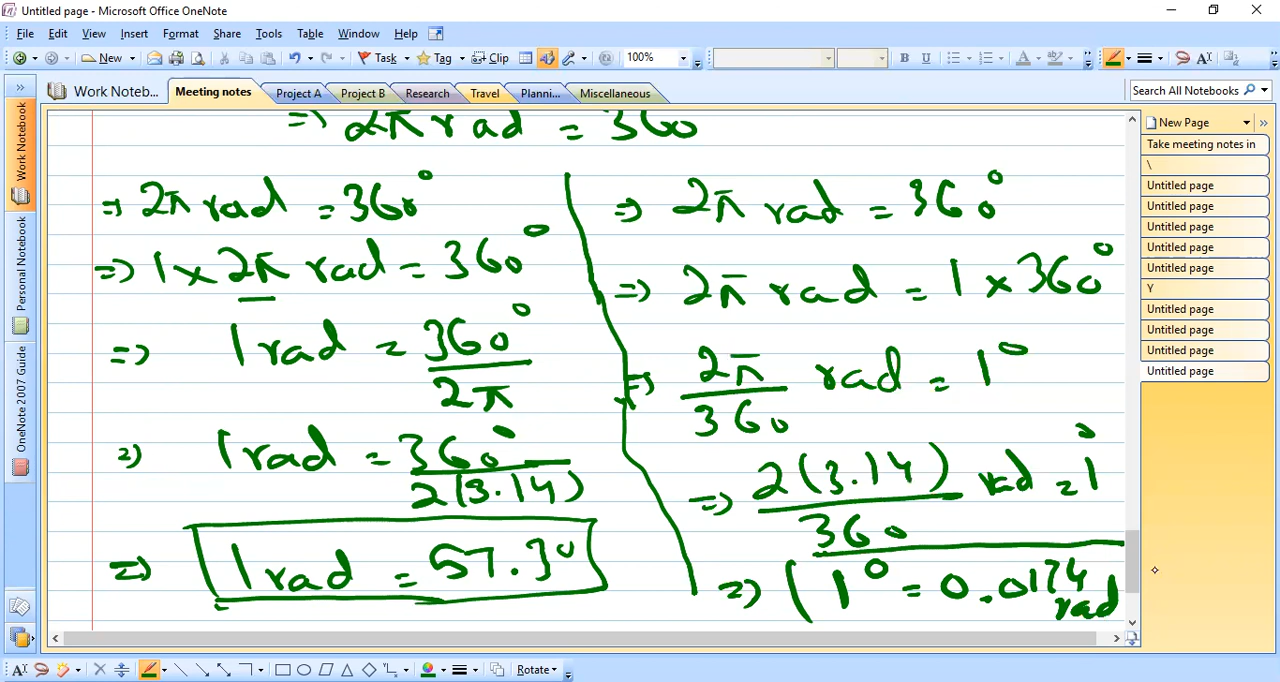 Untitled page - Microsoft Office OneNote
File Edit View Insert Format Share Tools Table Window Help
New Task Tag Clip 100% B U A
Work Noteb... Meeting notes Project A Project B Research Travel Planni... Miscellaneous
Search All Notebooks
Work Notebook
Personal Notebook
OneNote 2007 Guide
=> 2π rad = 360
=> 2π rad = 360°
=> 1 x 2π rad = 360°
=> 1 rad = 360° / 2π
=> 1 rad = 360° / 2(3.14)
=> 1 rad = 57.3°
=> 2π rad = 360°
=> 2π rad = 1 x 360°
=> 2π / 360 rad = 1°
=> 2(3.14) / 360 rad = 1°
=> 1° = 0.0174 rad
New Page
Take meeting notes in
\
Untitled page
Untitled page
Untitled page
Untitled page
Untitled page
Y
Untitled page
Untitled page
Untitled page
Untitled page
A Rotate